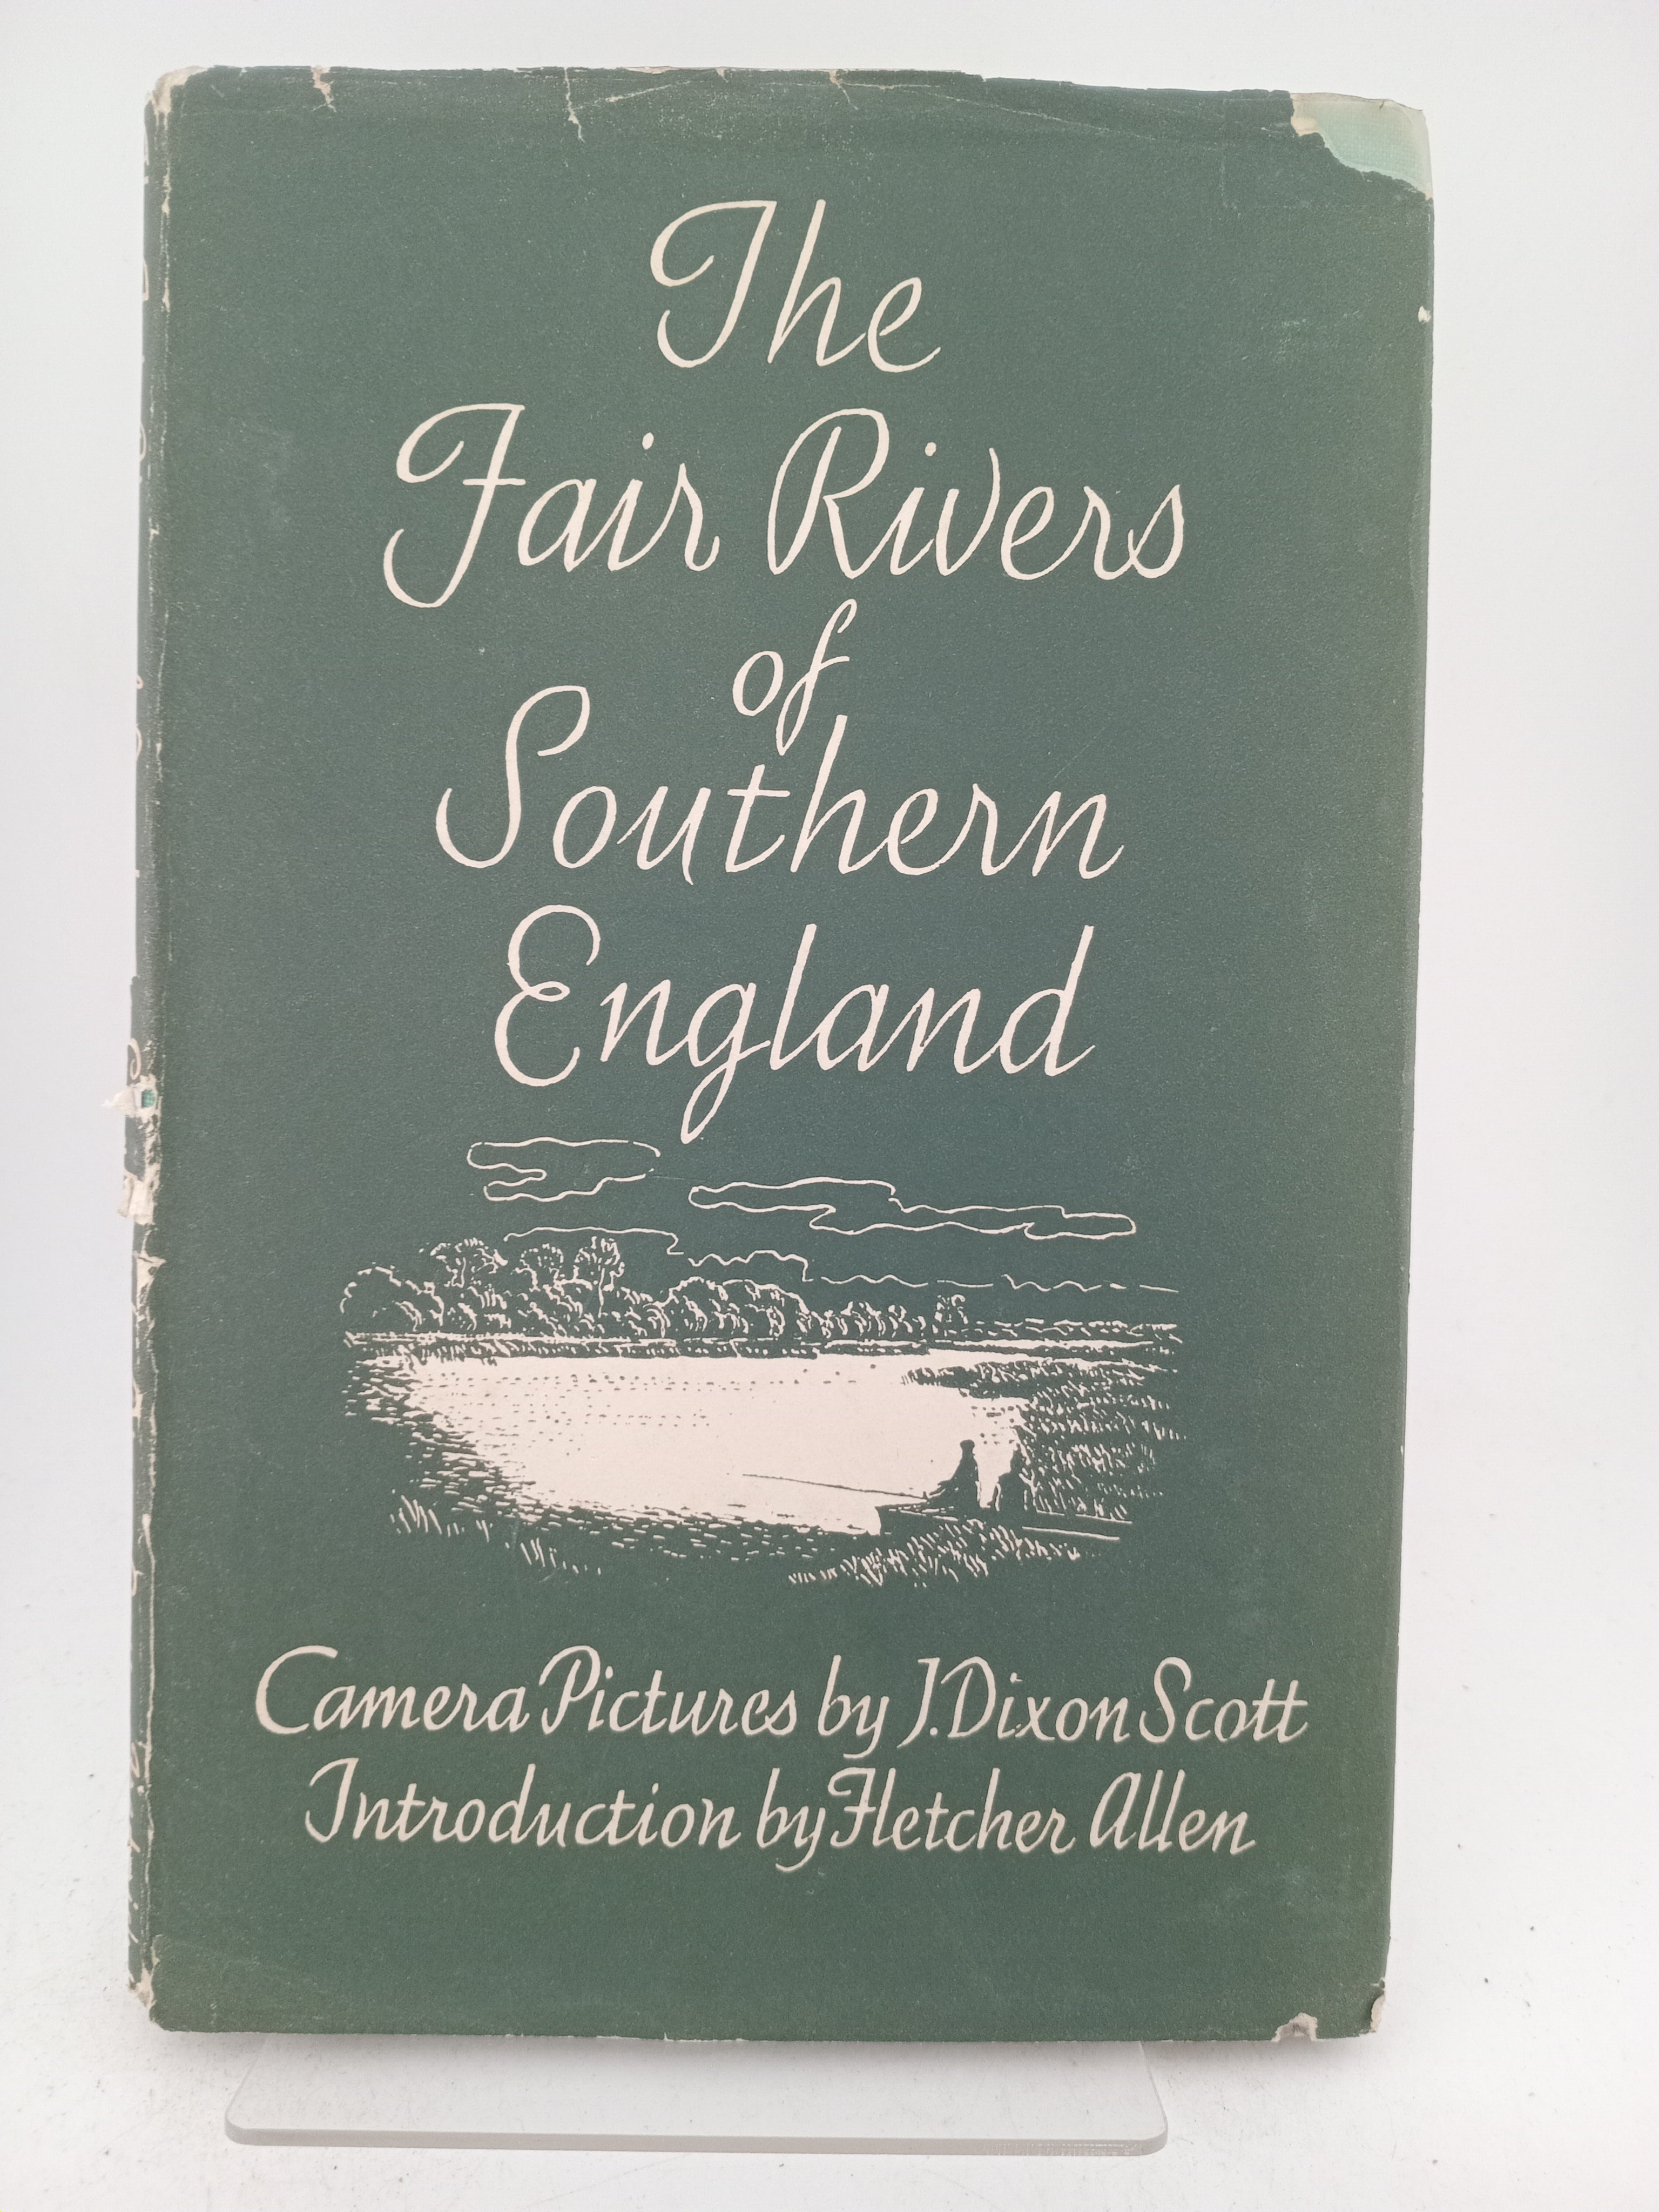 The
Fair Rivers
of
Southern
England
Camera Pictures by J. Dixon Scott
Introduction by Fletcher Allen